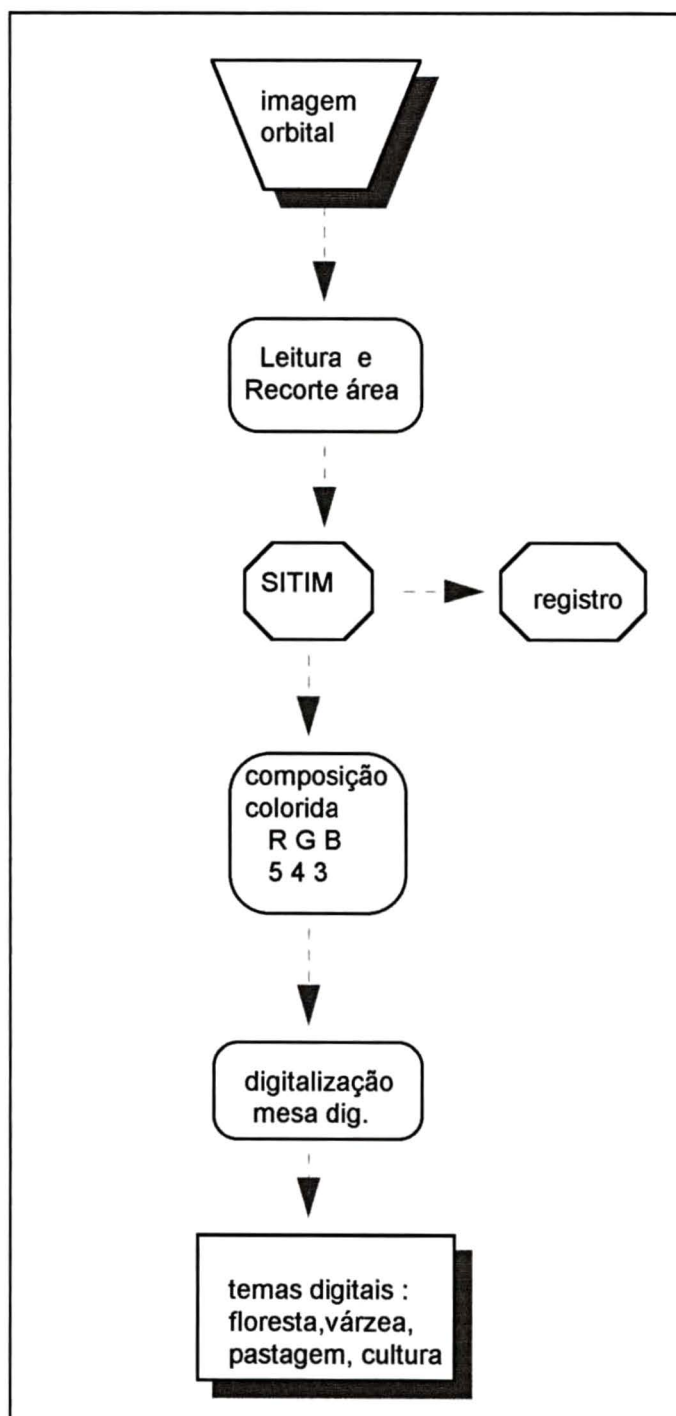 imagem
orbital
Leitura e
Recorte área
SITIM
registro
composição
colorida
R G B
5 4 3
digitalização
mesa dig.
temas digitais :
floresta,várzea,
pastagem, cultura